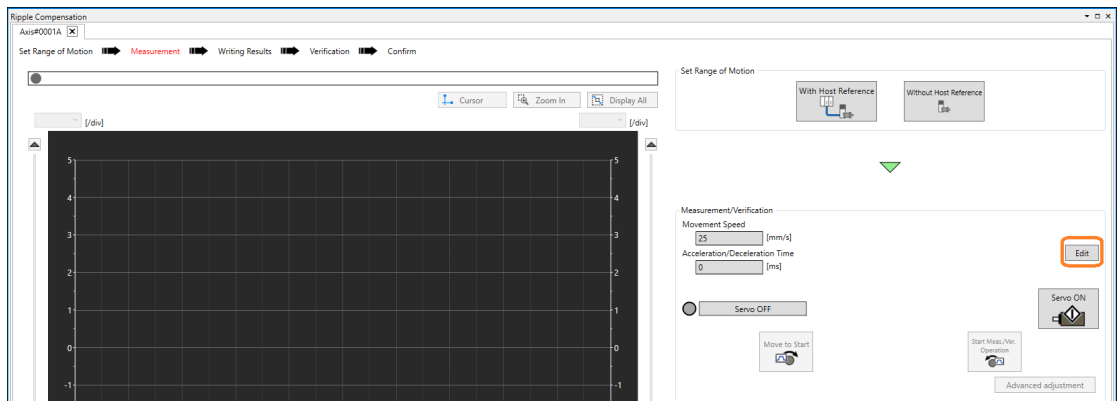 Ripple Compensation
Axis#0001A
Set Range of Motion Measurement Writing Results Verification Confirm
Cursor Zoom In Display All
[/div] [/div]
5 5
4 4
3 3
2 2
1 1
0 0
-1 -1
Set Range of Motion
With Host Reference Without Host Reference
Measurement/Verification
Movement Speed
25 [mm/s]
Edit
Acceleration/Deceleration Time
0 [ms]
Servo OFF
Servo ON
Move to Start
Start Meas./Ver.
Operation
Advanced adjustment